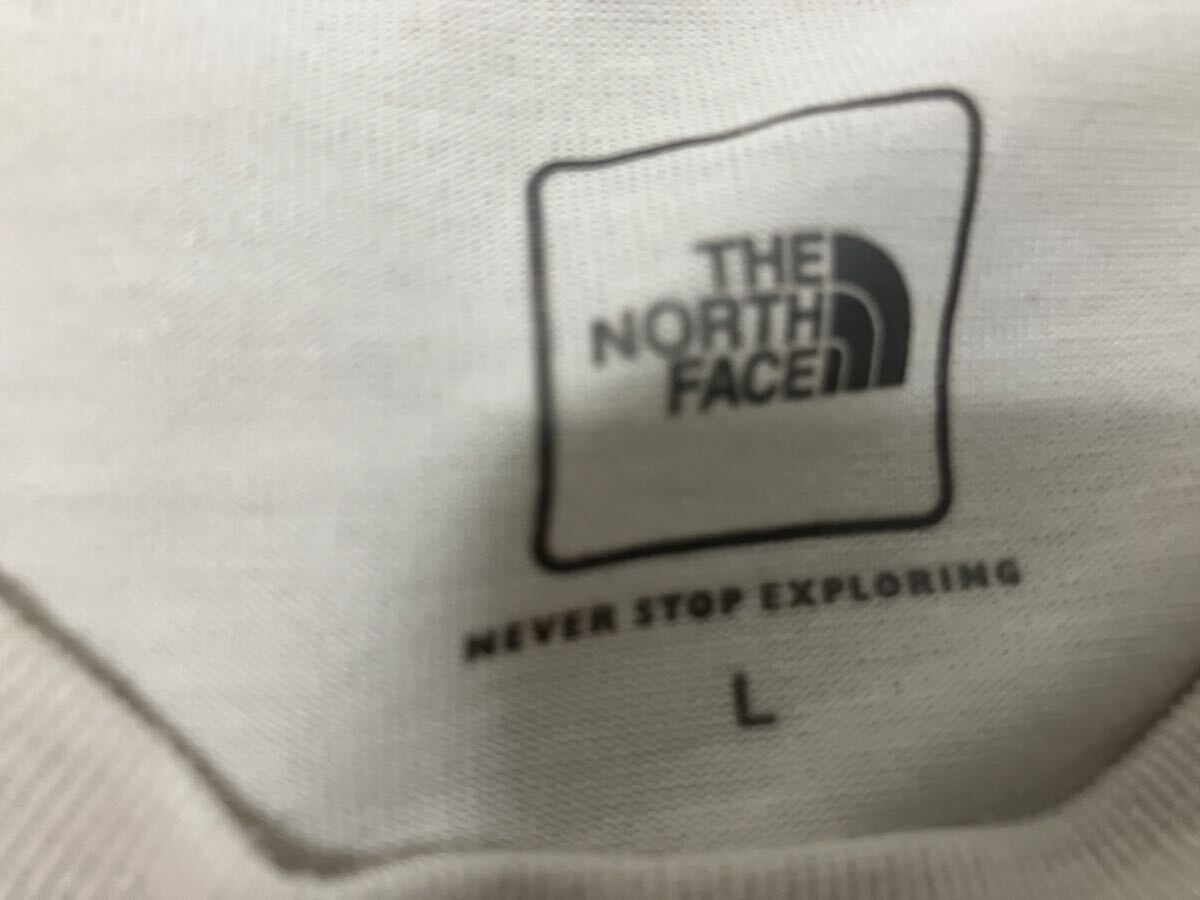 THE
NORTH
FACE
NEVER STOP EXPLORING
L